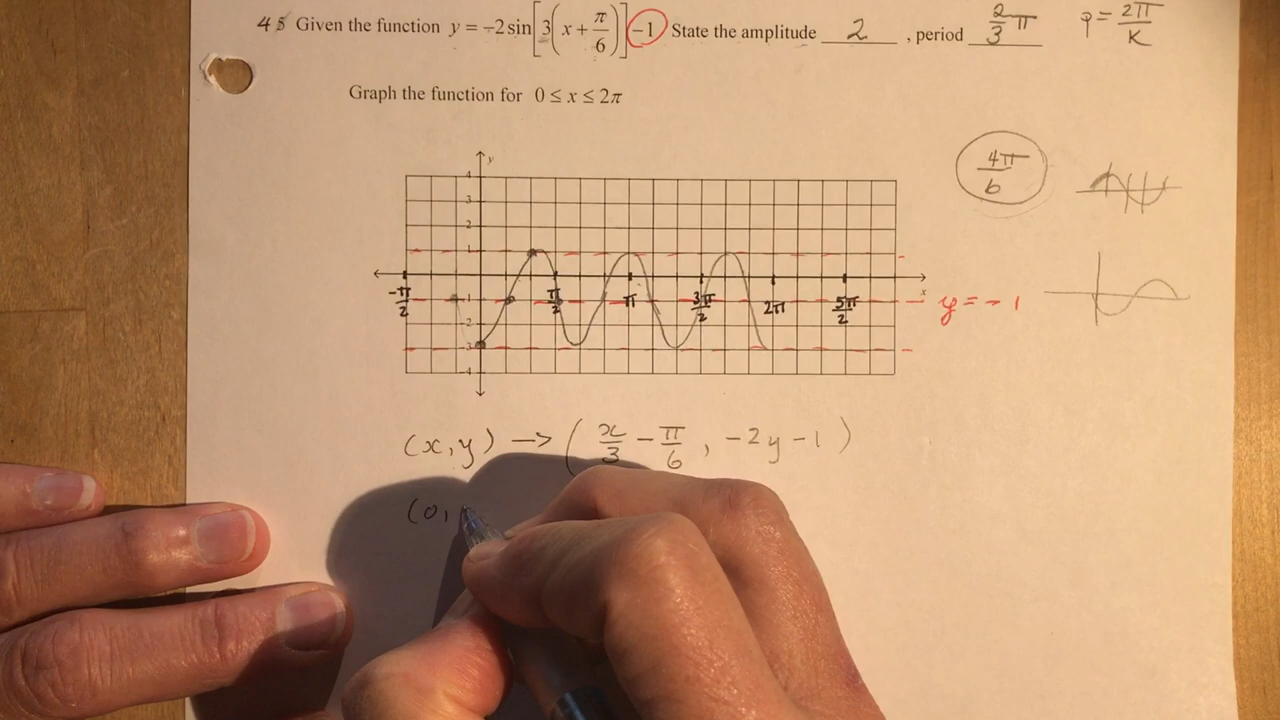 45 Given the function y = -2 sin[3(x + π/6)] -1 State the amplitude 2 , period 2/3 π P = 2π/K
Graph the function for 0 ≤ x ≤ 2π
4π/6
y
4
3
2
1
-π/2 π/2 π 3π/2 2π 5π/2 x
-1 y = -1
-2
-3
-4
(x, y) → (x/3 - π/6, -2y - 1)
(0,